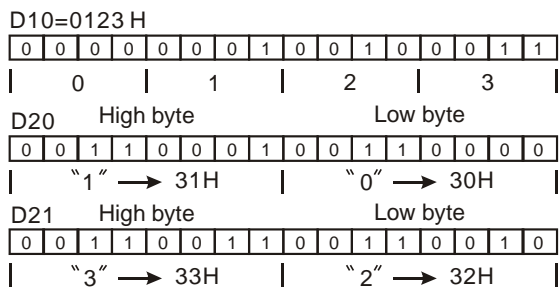 D10=0123 H
0 0 0 0 0 0 0 1 0 0 1 0 0 0 1 1
0 1 2 3
D20 High byte Low byte
0 0 1 1 0 0 0 1 0 0 1 1 0 0 0 0
〝1〞 → 31H 〝0〞 → 30H
D21 High byte Low byte
0 0 1 1 0 0 1 1 0 0 1 1 0 0 1 0
〝3〞 → 33H 〝2〞 → 32H